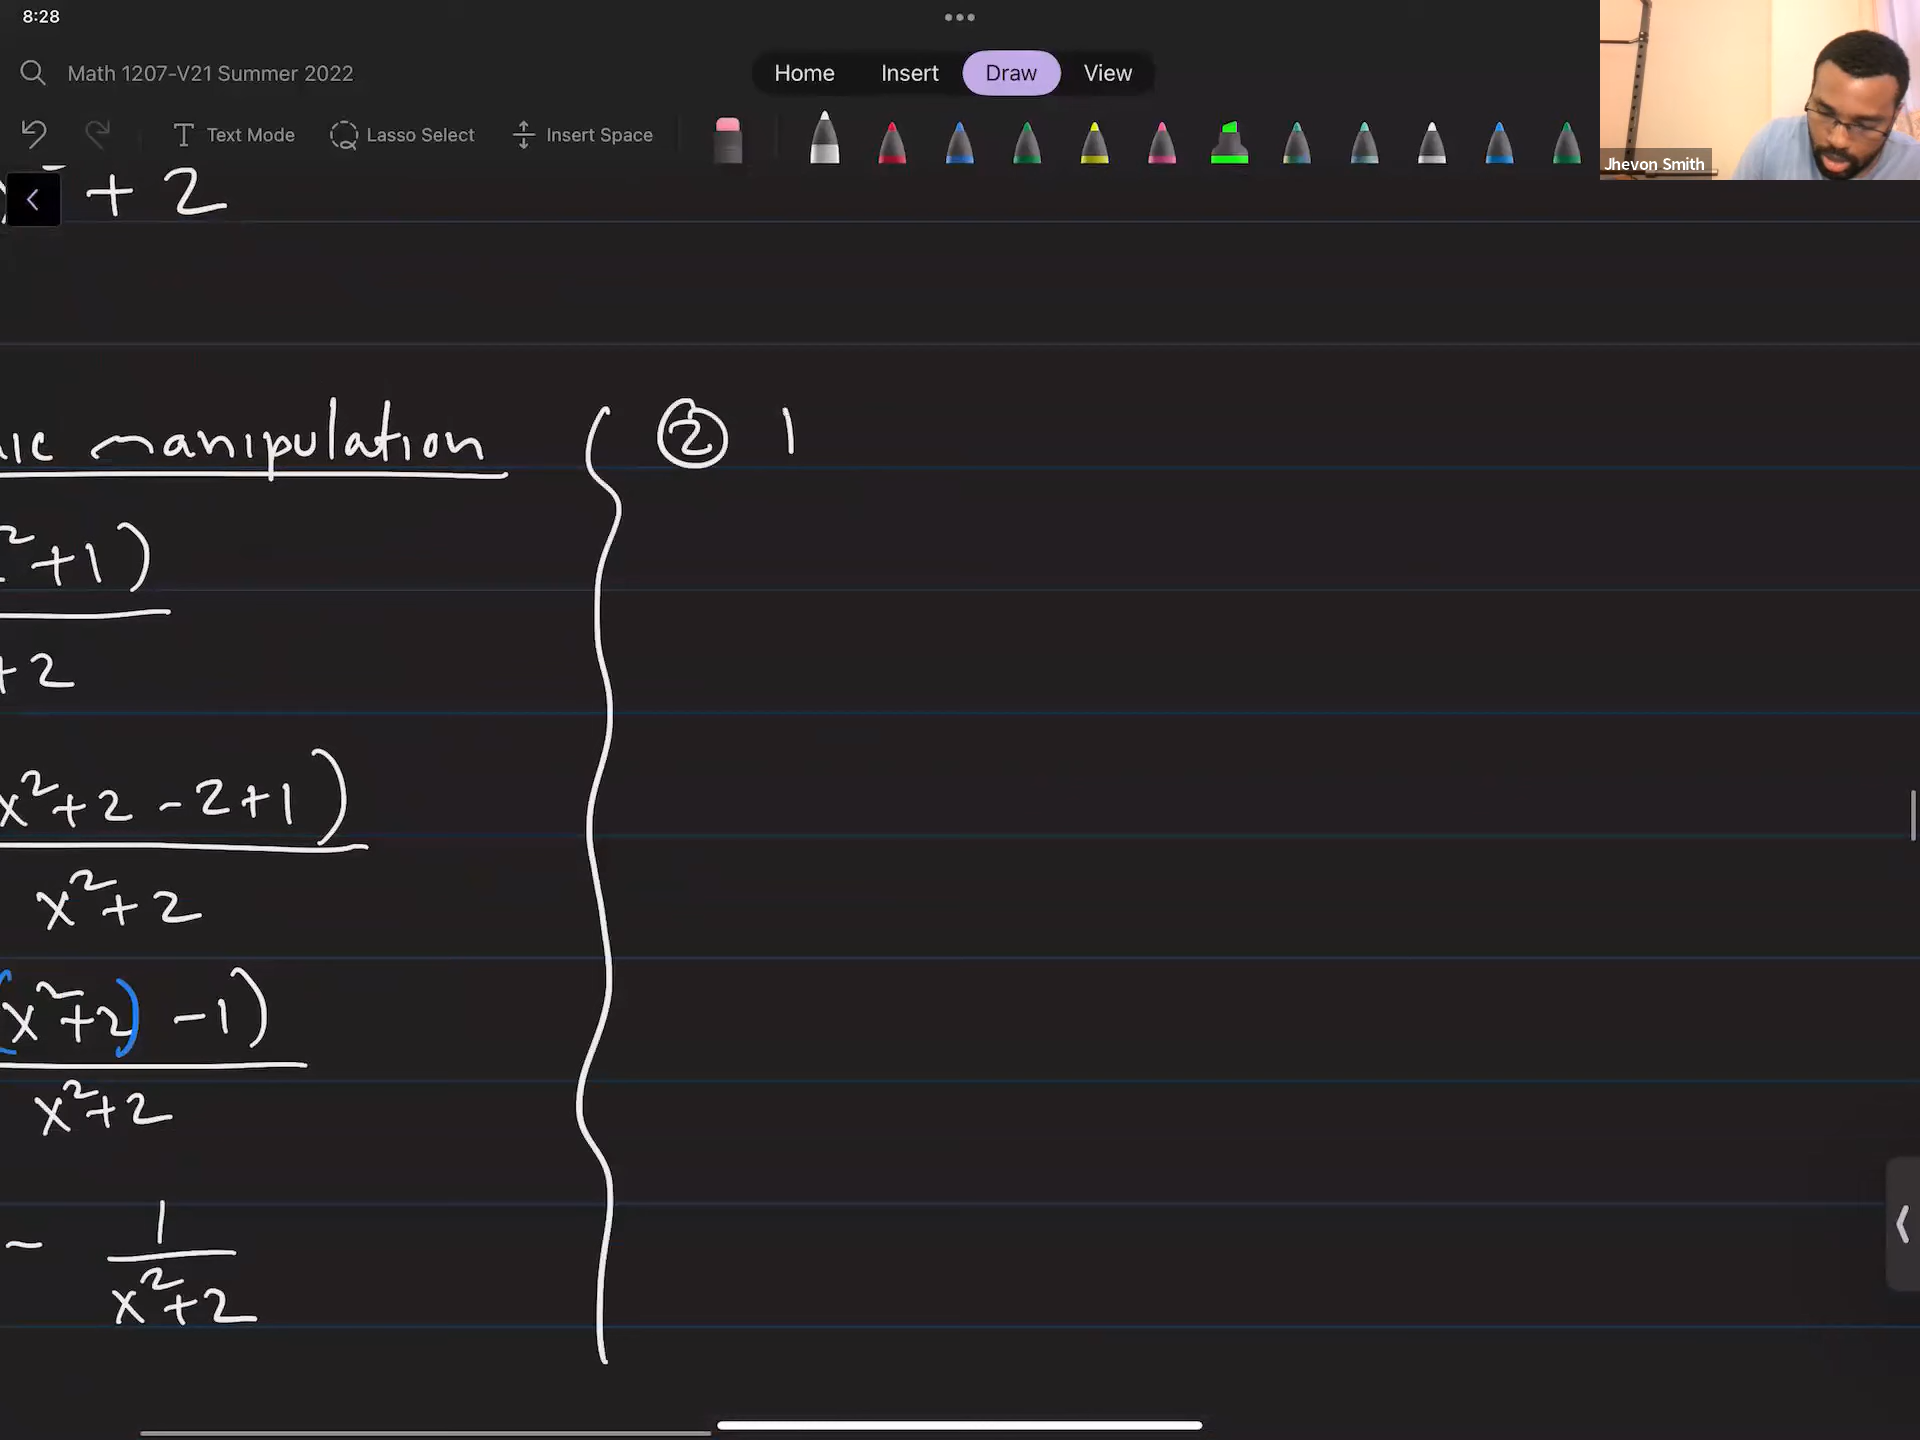 8:28
Math 1207-V21 Summer 2022
Home Insert Draw View
Text Mode Lasso Select Insert Space
Jhevon Smith
+ 2
manipulation
② 1
²+1)
+2
x²+2-2+1)
x²+2
(x²+2) -1)
x²+2
- 1
x²+2